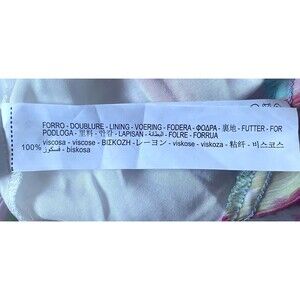 FORRO - DOUBLURE - LINING - VOERING - FODERA - ΦΟΔΡΑ - 裏地 - FUTTER - FOR
PODLOGA - 里料 - 안감 - LAPISAN - البطانة - FOLRE - FORRUA
100% viscosa - viscose - ΒΙΣΚΟΖΗ - レーヨン - viskose - viskoza - 粘纤 - 비스코스
فسكوز - biskosa